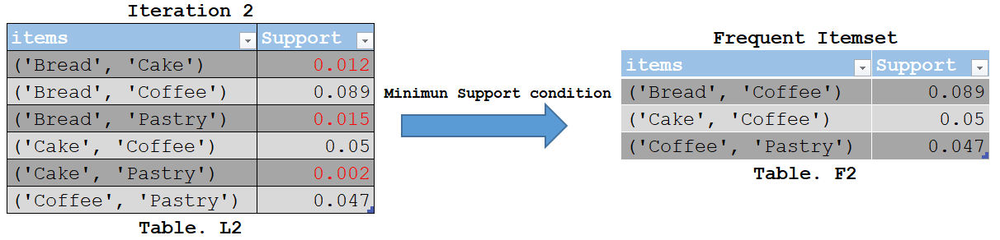 Iteration 2
items Support
('Bread', 'Cake') 0.012
('Bread', 'Coffee') 0.089
('Bread', 'Pastry') 0.015
('Cake', 'Coffee') 0.05
('Cake', 'Pastry') 0.002
('Coffee', 'Pastry') 0.047
Table. L2
Minimun Support condition
Frequent Itemset
items Support
('Bread', 'Coffee') 0.089
('Cake', 'Coffee') 0.05
('Coffee', 'Pastry') 0.047
Table. F2